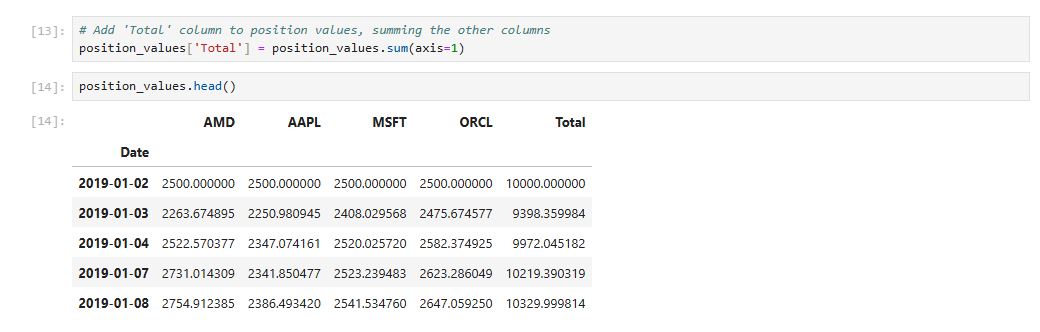 [13]: # Add 'Total' column to position values, summing the other columns
position_values['Total'] = position_values.sum(axis=1)
[14]: position_values.head()
[14]: AMD AAPL MSFT ORCL Total
Date
2019-01-02 2500.000000 2500.000000 2500.000000 2500.000000 10000.000000
2019-01-03 2263.674895 2250.980945 2408.029568 2475.674577 9398.359984
2019-01-04 2522.570377 2347.074161 2520.025720 2582.374925 9972.045182
2019-01-07 2731.014309 2341.850477 2523.239483 2623.286049 10219.390319
2019-01-08 2754.912385 2386.493420 2541.534760 2647.059250 10329.999814